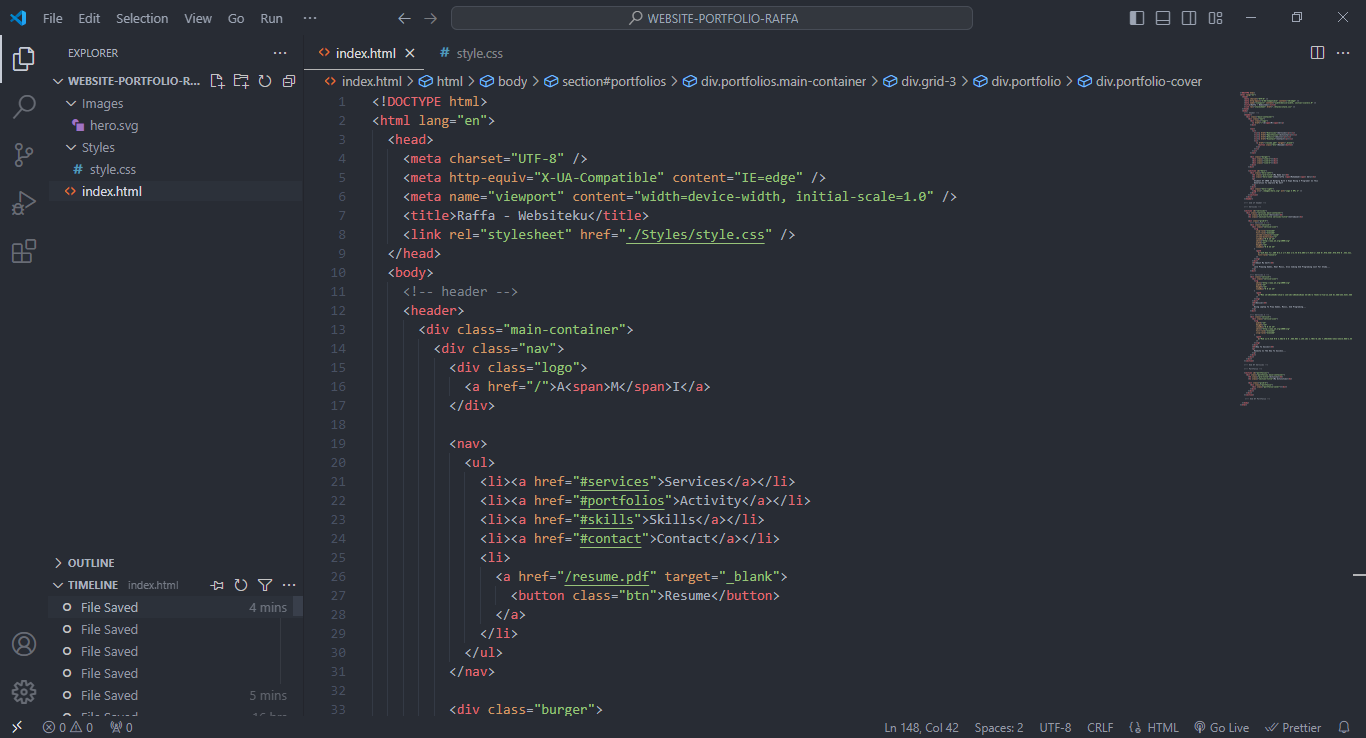 File Edit Selection View Go Run ···
WEBSITE-PORTFOLIO-RAFFA
EXPLORER
WEBSITE-PORTFOLIO-R...
Images
hero.svg
Styles
# style.css
<> index.html
OUTLINE
TIMELINE index.html
File Saved 4 mins
File Saved
File Saved
File Saved
File Saved 5 mins
<> index.html
# style.css
<> index.html > html > body > section#portfolios > div.portfolios.main-container > div.grid-3 > div.portfolio > div.portfolio-cover
1 <!DOCTYPE html>
2 <html lang="en">
3 <head>
4 <meta charset="UTF-8" />
5 <meta http-equiv="X-UA-Compatible" content="IE=edge" />
6 <meta name="viewport" content="width=device-width, initial-scale=1.0" />
7 <title>Raffa - Websiteku</title>
8 <link rel="stylesheet" href="./Styles/style.css" />
9 </head>
10 <body>
11 <!-- header -->
12 <header>
13 <div class="main-container">
14 <div class="nav">
15 <div class="logo">
16 <a href="/">A<span>M</span>I</a>
17 </div>
18
19 <nav>
20 <ul>
21 <li><a href="#services">Services</a></li>
22 <li><a href="#portfolios">Activity</a></li>
23 <li><a href="#skills">Skills</a></li>
24 <li><a href="#contact">Contact</a></li>
25 <li>
26 <a href="/resume.pdf" target="_blank">
27 <button class="btn">Resume</button>
28 </a>
29 </li>
30 </ul>
31 </nav>
32
33 <div class="burger">
0 0 0
Ln 148, Col 42 Spaces: 2 UTF-8 CRLF {} HTML Go Live Prettier